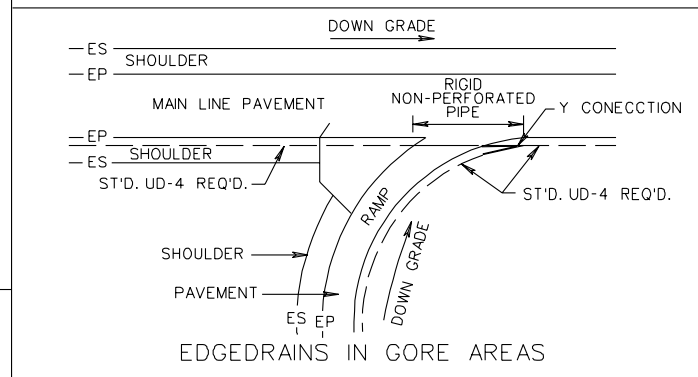 DOWN GRADE
ES
SHOULDER
EP
RIGID
NON-PERFORATED
PIPE
Y CONECCTION
MAIN LINE PAVEMENT
EP
SHOULDER
ES
ST'D. UD-4 REQ'D.
RAMP
ST'D. UD-4 REQ'D.
SHOULDER
DOWN GRADE
PAVEMENT
ES EP
EDGEDRAINS IN GORE AREAS